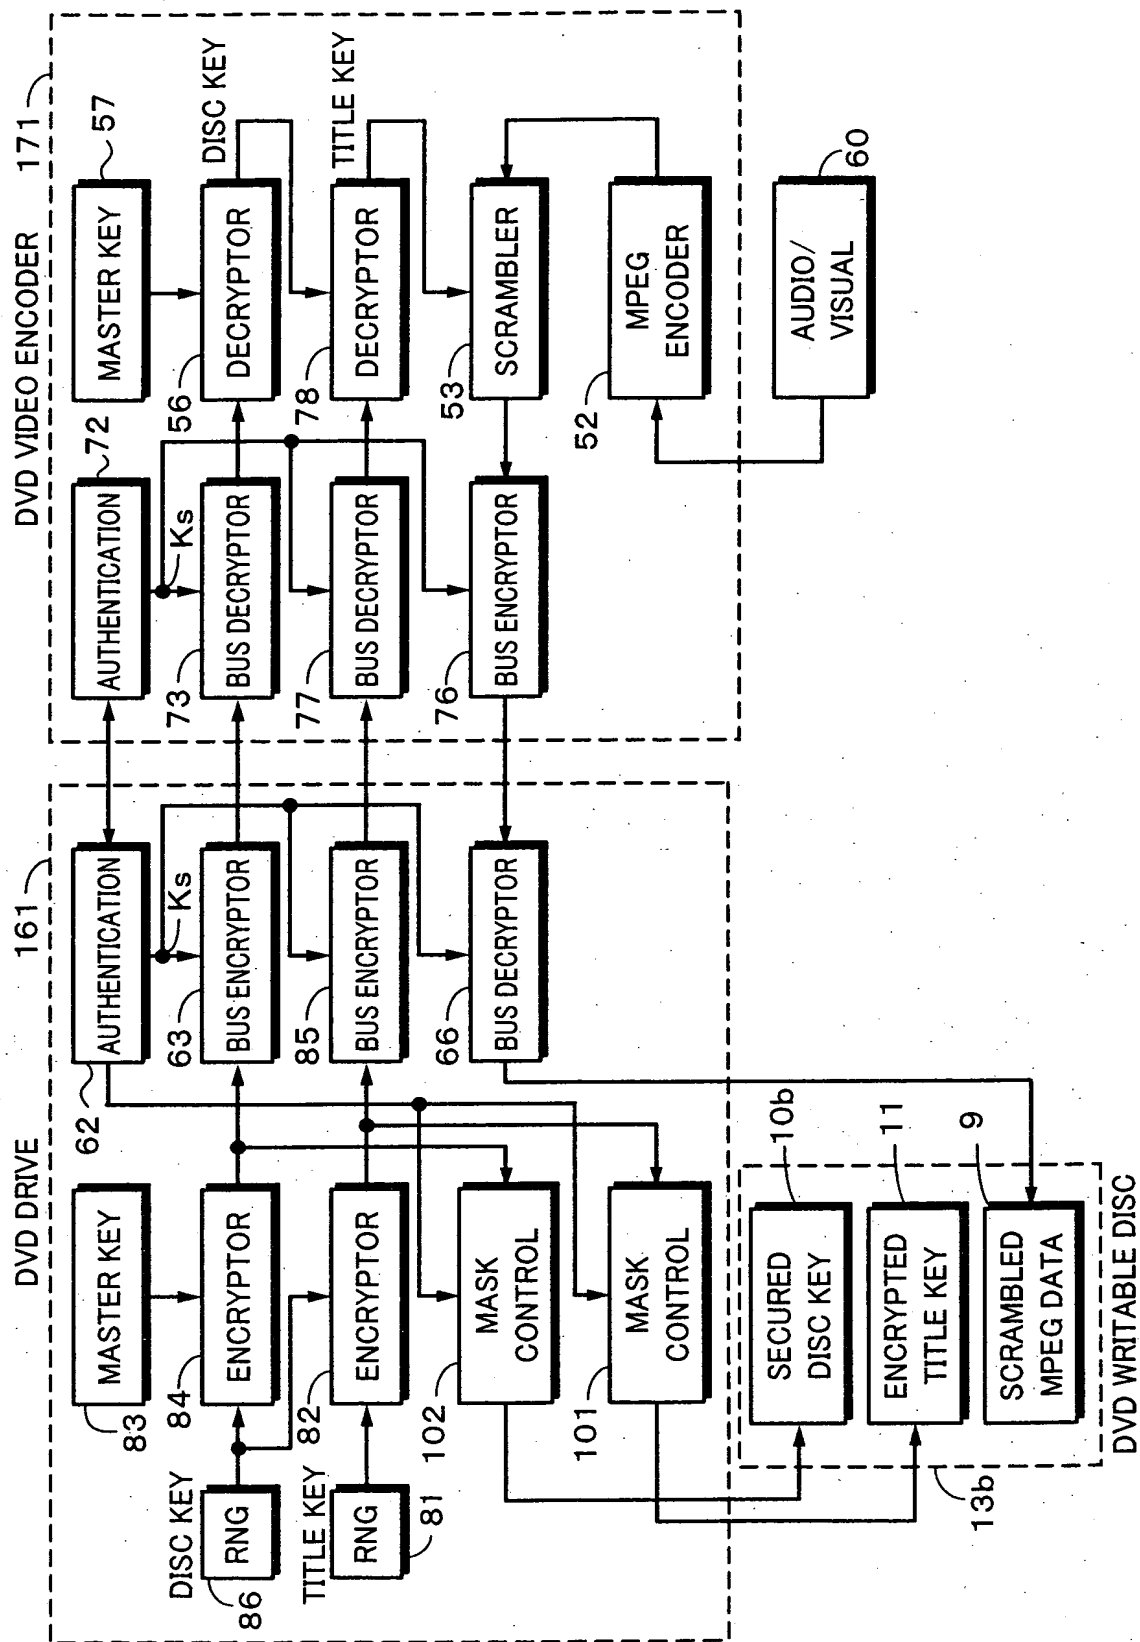 DVD DRIVE
161
DVD VIDEO ENCODER
171
MASTER KEY
83
AUTHENTICATION
62
Ks
AUTHENTICATION
72
Ks
MASTER KEY
57
DISC KEY
RNG
86
ENCRYPTOR
84
BUS ENCRYPTOR
63
BUS DECRYPTOR
73
DECRYPTOR
56
DISC KEY
TITLE KEY
RNG
81
ENCRYPTOR
82
BUS ENCRYPTOR
85
BUS DECRYPTOR
77
DECRYPTOR
78
TITLE KEY
MASK
CONTROL
102
BUS DECRYPTOR
66
BUS ENCRYPTOR
76
SCRAMBLER
53
MASK
CONTROL
101
MPEG
ENCODER
52
SECURED
DISC KEY
10b
AUDIO/
VISUAL
60
ENCRYPTED
TITLE KEY
11
SCRAMBLED
MPEG DATA
9
13b
DVD WRITABLE DISC